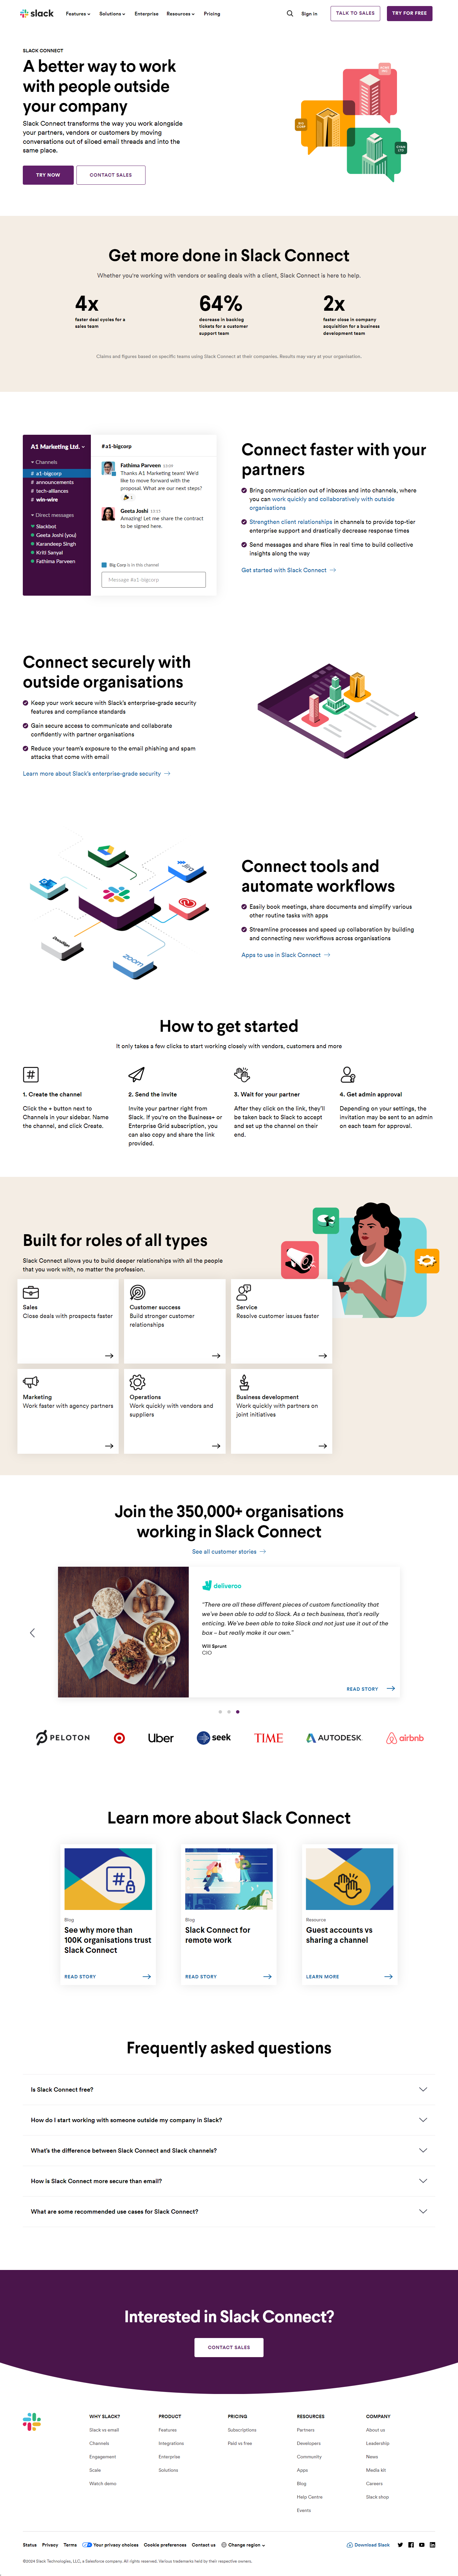 slack
Features
Solutions
Enterprise
Resources
Pricing
Sign in
TALK TO SALES
TRY FOR FREE
SLACK CONNECT
A better way to work
with people outside
your company
Slack Connect transforms the way you work alongside
your partners, vendors or customers by moving
conversations out of siloed email threads and into the
same place.
TRY NOW
CONTACT SALES
Get more done in Slack Connect
Whether you're working with vendors or sealing deals with a client, Slack Connect is here to help.
4x
faster deal cycles for a
sales team
64%
decrease in backlog
tickets for a customer
support team
2x
faster close in company
acquisition for a business
development team
Claims and figures based on specific teams using Slack Connect at their companies. Results may vary at your organisation.
A1 Marketing Ltd.
Channels
# a1-bigcorp
# announcements
# tech-alliances
# win-wire
Direct messages
Slackbot
Geeta Joshi (you)
Karandeep Singh
Kriti Sanyal
Fathima Parveen
#a1-bigcorp
Fathima Parveen
Thanks A1 Marketing team! We'd
like to move forward with the
proposal. What are our next steps?
Geeta Joshi
Amazing! Let me share the contract
to be signed here.
Big Corp is in this channel
Message #a1-bigcorp
Connect faster with your
partners
Bring communication out of inboxes and into channels, where
you can work quickly and collaboratively with outside
organisations
Strengthen client relationships in channels to provide top-tier
enterprise support and drastically decrease response times
Send messages and share files in real time to build collective
insights along the way
Get started with Slack Connect
Connect securely with
outside organisations
Keep your work secure with Slack's enterprise-grade security
features and compliance standards
Gain secure access to communicate and collaborate
confidently with partner organisations
Reduce your team's exposure to the email phishing and spam
attacks that come with email
Learn more about Slack's enterprise-grade security
Jira
DocuSign
zoom
Connect tools and
automate workflows
Easily book meetings, share documents and simplify various
other routine tasks with apps
Streamline processes and speed up collaboration by building
and connecting new workflows across organisations
Apps to use in Slack Connect
How to get started
It only takes a few clicks to start working closely with vendors, customers and more
1. Create the channel
Click the + button next to
Channels in your sidebar. Name
the channel, and click Create.
2. Send the invite
Invite your partner right from
Slack. If you're on the Business+ or
Enterprise Grid subscription, you
can also copy and share the link
provided.
3. Wait for your partner
After they click on the link, they'll
be taken back to Slack to accept
and set up the channel on their
end.
4. Get admin approval
Depending on your settings, the
invitation may be sent to an admin
on each team for approval.
Built for roles of all types
Slack Connect allows you to build deeper relationships with all the people
that you work with, no matter the profession.
Sales
Close deals with prospects faster
Customer success
Build stronger customer
relationships
Service
Resolve customer issues faster
Marketing
Work faster with agency partners
Operations
Work quickly with vendors and
suppliers
Business development
Work quickly with partners on
joint initiatives
Join the 350,000+ organisations
working in Slack Connect
See all customer stories
deliveroo
"There are all these different pieces of custom functionality that
we've been able to add to Slack. As a tech business, that's really
enticing. We've been able to take Slack and not just use it out of the
box – but really make it our own."
Will Sprunt
CIO
READ STORY
PELOTON
Uber
seek
TIME
AUTODESK
airbnb
Learn more about Slack Connect
Blog
See why more than
100K organisations trust
Slack Connect
READ STORY
Blog
Slack Connect for
remote work
READ STORY
Resource
Guest accounts vs
sharing a channel
LEARN MORE
Frequently asked questions
Is Slack Connect free?
How do I start working with someone outside my company in Slack?
What's the difference between Slack Connect and Slack channels?
How is Slack Connect more secure than email?
What are some recommended use cases for Slack Connect?
Interested in Slack Connect?
CONTACT SALES
WHY SLACK?
Slack vs email
Channels
Engagement
Scale
Watch demo
PRODUCT
Features
Integrations
Enterprise
Solutions
PRICING
Subscriptions
Paid vs free
RESOURCES
Partners
Developers
Community
Apps
Blog
Help Centre
Events
COMPANY
About us
Leadership
News
Media kit
Careers
Slack shop
Status
Privacy
Terms
Your privacy choices
Cookie preferences
Contact us
Change region
Download Slack
©2024 Slack Technologies, LLC, a Salesforce company. All rights reserved. Various trademarks held by their respective owners.